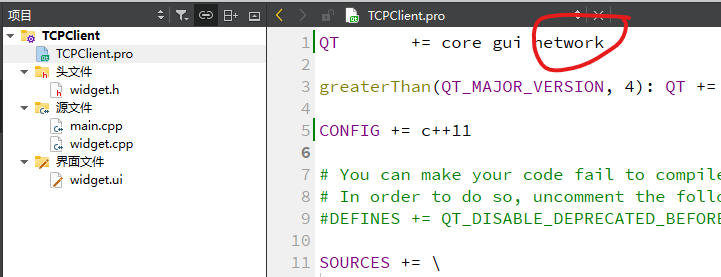 项目
TCPClient
TCPClient.pro
头文件
widget.h
源文件
main.cpp
widget.cpp
界面文件
widget.ui
TCPClient.pro
1 QT += core gui network
2
3 greaterThan(QT_MAJOR_VERSION, 4): QT +=
4
5 CONFIG += c++11
6
7 # You can make your code fail to compile
8 # In order to do so, uncomment the follo
9 #DEFINES += QT_DISABLE_DEPRECATED_BEFORE
10
11 SOURCES += \